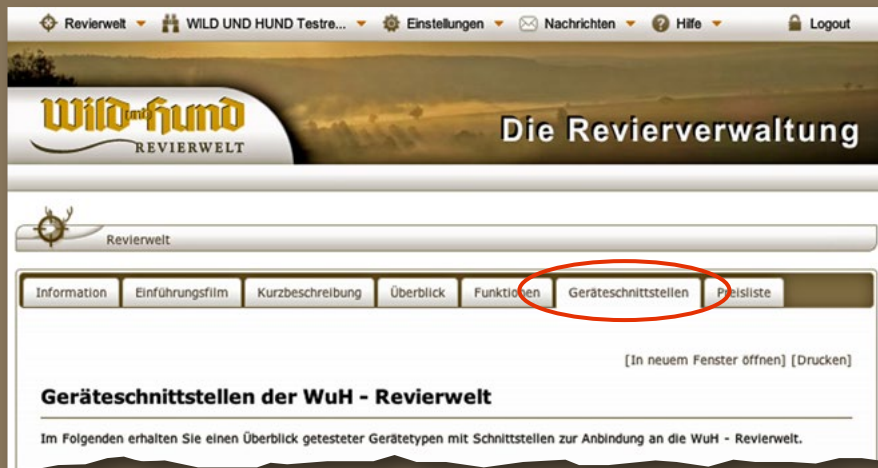 Revierwelt WILD UND HUND Testre... Einstellungen Nachrichten Hilfe Logout
Wild und Hund
REVIERWELT
Die Revierverwaltung
Revierwelt
Information Einführungsfilm Kurzbeschreibung Überblick Funktionen Geräteschnittstellen Preisliste
[In neuem Fenster öffnen] [Drucken]
Geräteschnittstellen der WuH - Revierwelt
Im Folgenden erhalten Sie einen Überblick getesteter Gerätetypen mit Schnittstellen zur Anbindung an die WuH - Revierwelt.